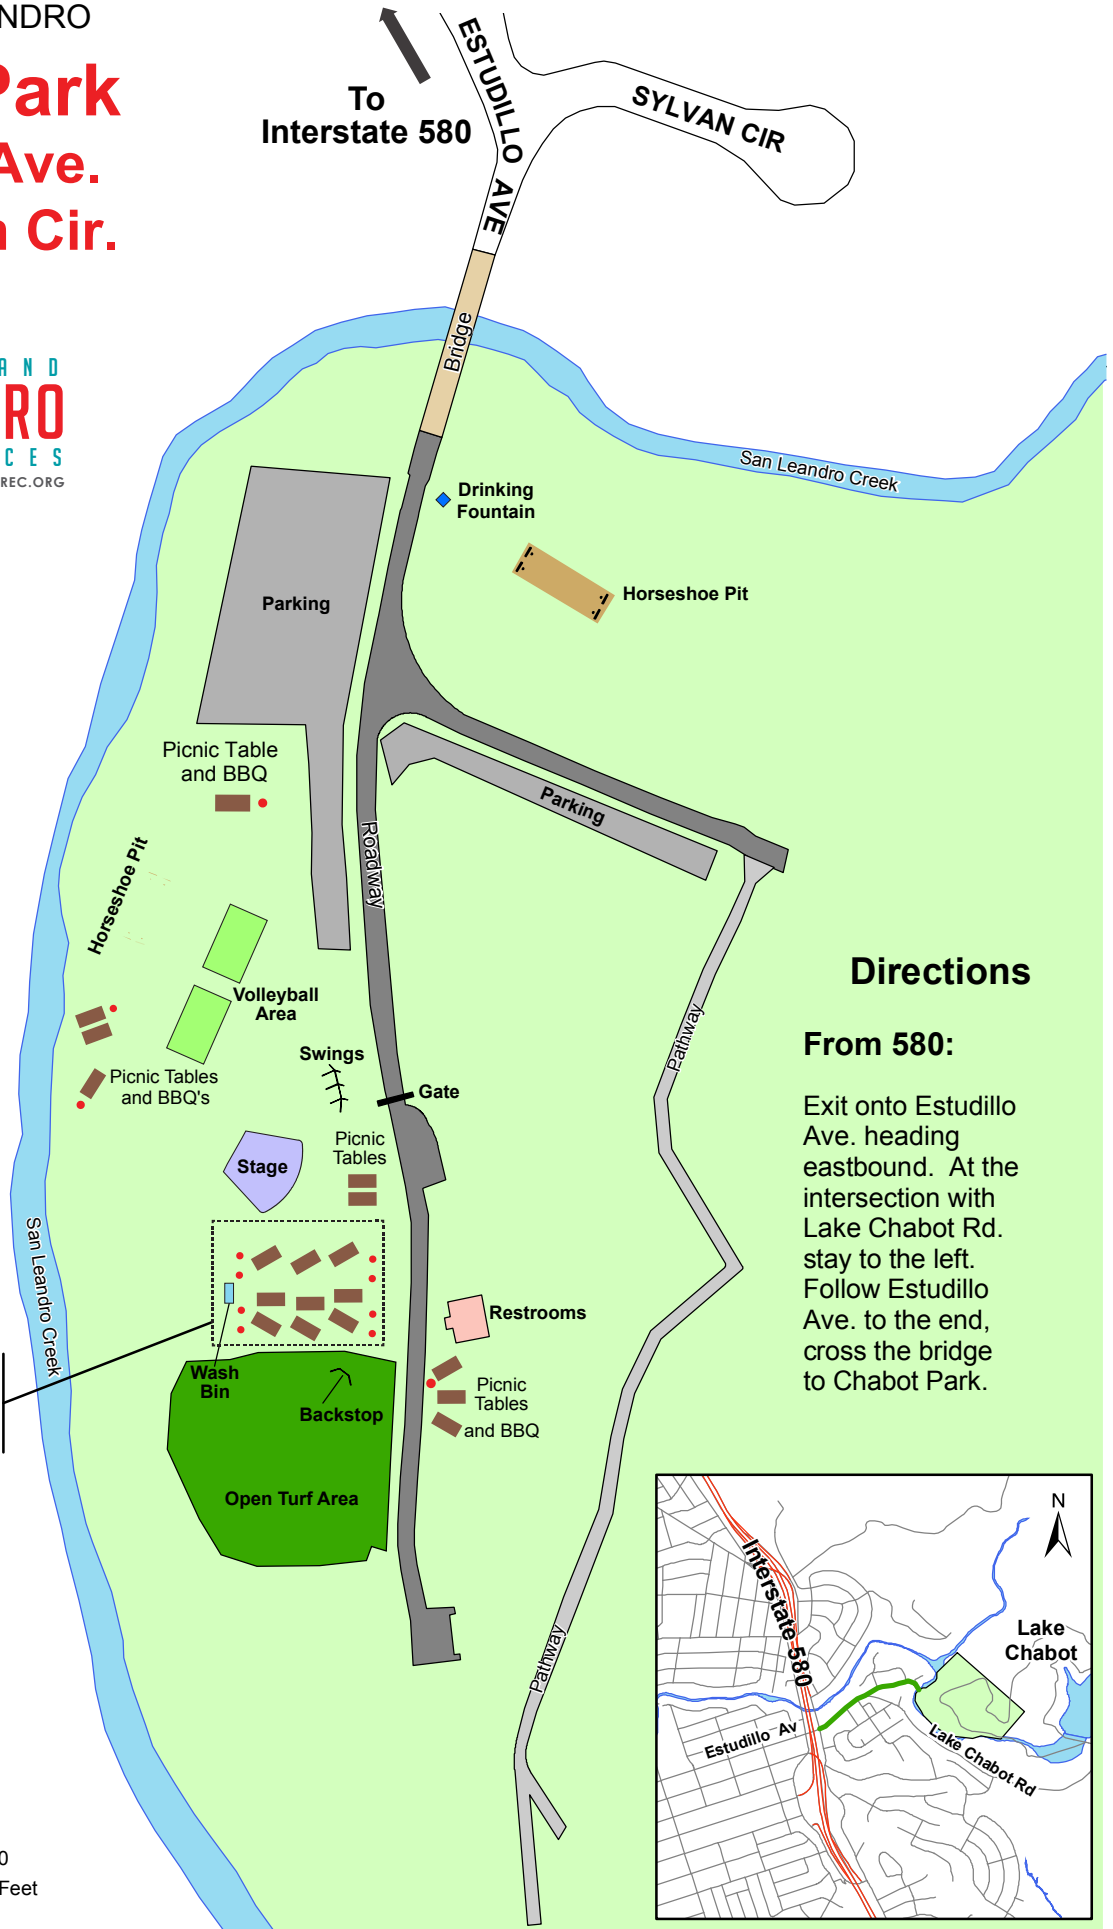 NDRO
Park
Ave.
Cir.
AND
RO
CES
REC.ORG
To
Interstate 580
ESTUDILLO AVE
SYLVAN CIR
Bridge
San Leandro Creek
Drinking
Fountain
Horseshoe Pit
Parking
Picnic Table
and BBQ
Parking
Roadway
Horseshoe Pit
Volleyball
Area
Picnic Tables
and BBQ's
Swings
Gate
Pathway
Picnic
Tables
Stage
San Leandro Creek
Restrooms
Wash
Bin
Backstop
Picnic
Tables
and BBQ
Open Turf Area
Pathway
Directions
From 580:
Exit onto Estudillo
Ave. heading
eastbound. At the
intersection with
Lake Chabot Rd.
stay to the left.
Follow Estudillo
Ave. to the end,
cross the bridge
to Chabot Park.
N
Interstate 580
Lake
Chabot
Estudillo Av
Lake Chabot Rd
0
Feet